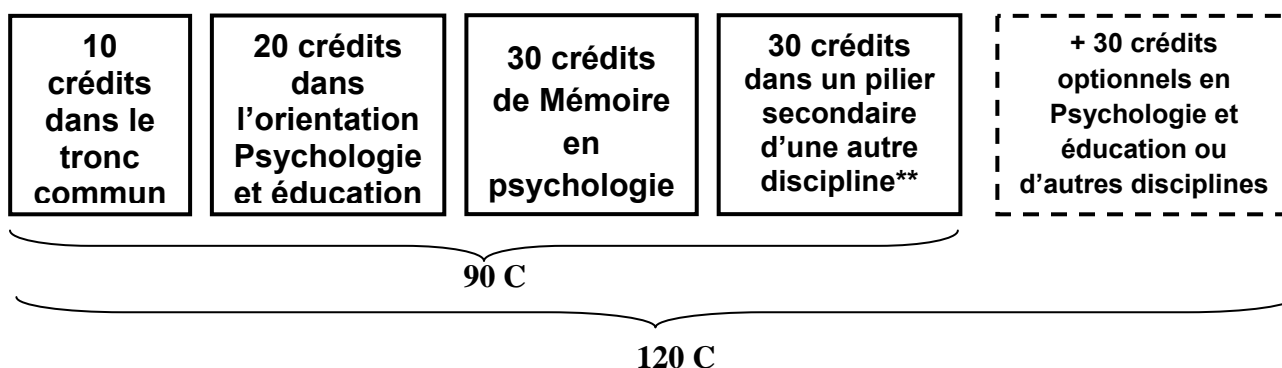 10
crédits
dans le
tronc
commun
20 crédits
dans
l’orientation
Psychologie
et éducation
30 crédits
de Mémoire
en
psychologie
30 crédits
dans un pilier
secondaire
d’une autre
discipline**
+ 30 crédits
optionnels en
Psychologie et
éducation ou
d’autres disciplines
90 C
120 C